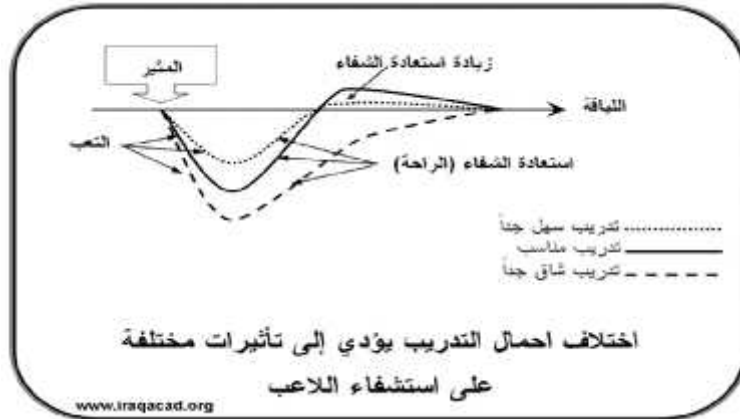 المثير
زيادة استعادة الشفاء
اللياقة
التعب
استعادة الشفاء (الراحة)
تدريب سهل جداً
تدريب مناسب
تدريب شاق جداً
اختلاف احمال التدريب يؤدي إلى تأثيرات مختلفة
على استشفاء اللاعب
www.iraqacad.org